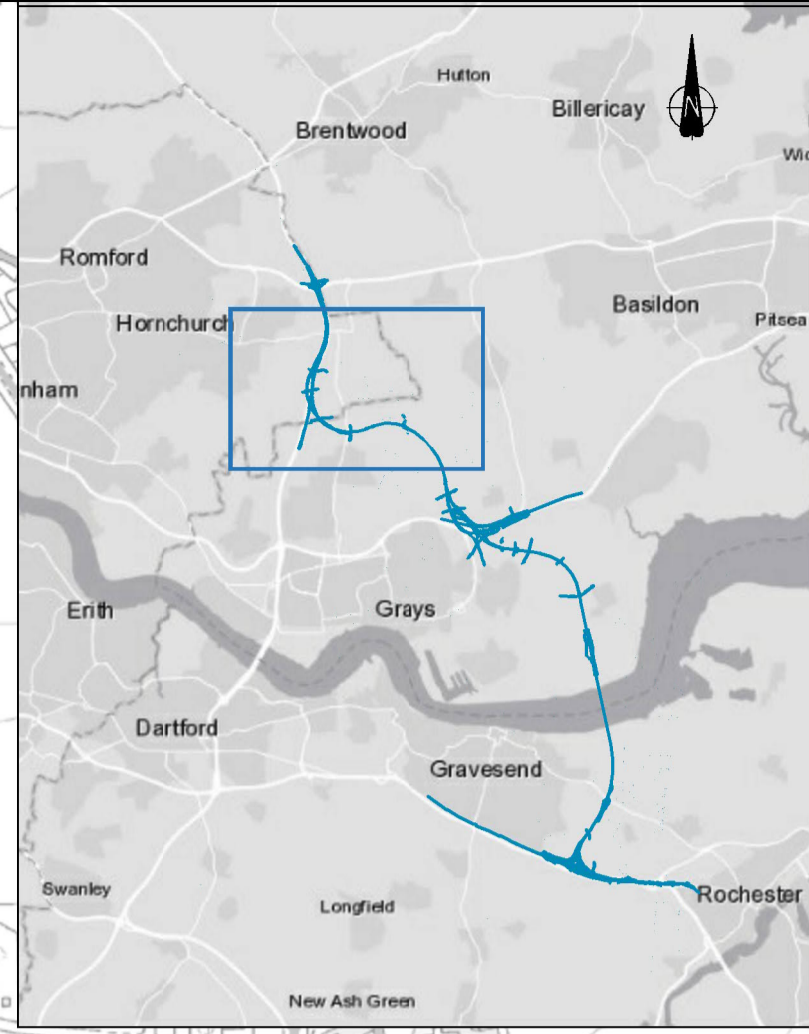 Hutton
Billericay
N
Brentwood
Wic
Romford
Basildon
Hornchurch
Pitsea
nham
Erith
Grays
Dartford
Gravesend
Swanley
Rochester
Longfield
New Ash Green